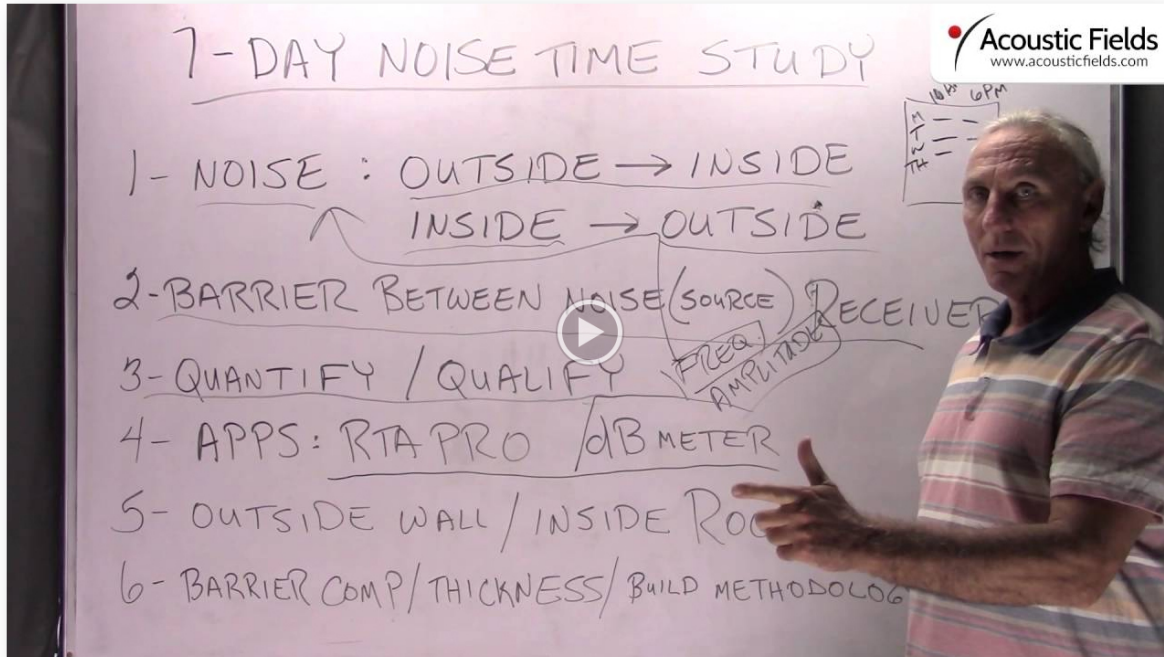 7-DAY NOISE TIME STUDY
Acoustic Fields
www.acousticfields.com
6PM
M
T
W
TH
1- NOISE : OUTSIDE → INSIDE
INSIDE → OUTSIDE
2-BARRIER BETWEEN NOISE (SOURCE) RECEIVER
FREQ.
AMPLITUDE
3-QUANTIFY / QUALIFY
4- APPS: RTA PRO / dB METER
5- OUTSIDE WALL / INSIDE ROO
6- BARRIER COMP/THICKNESS/BUILD METHODOLOG